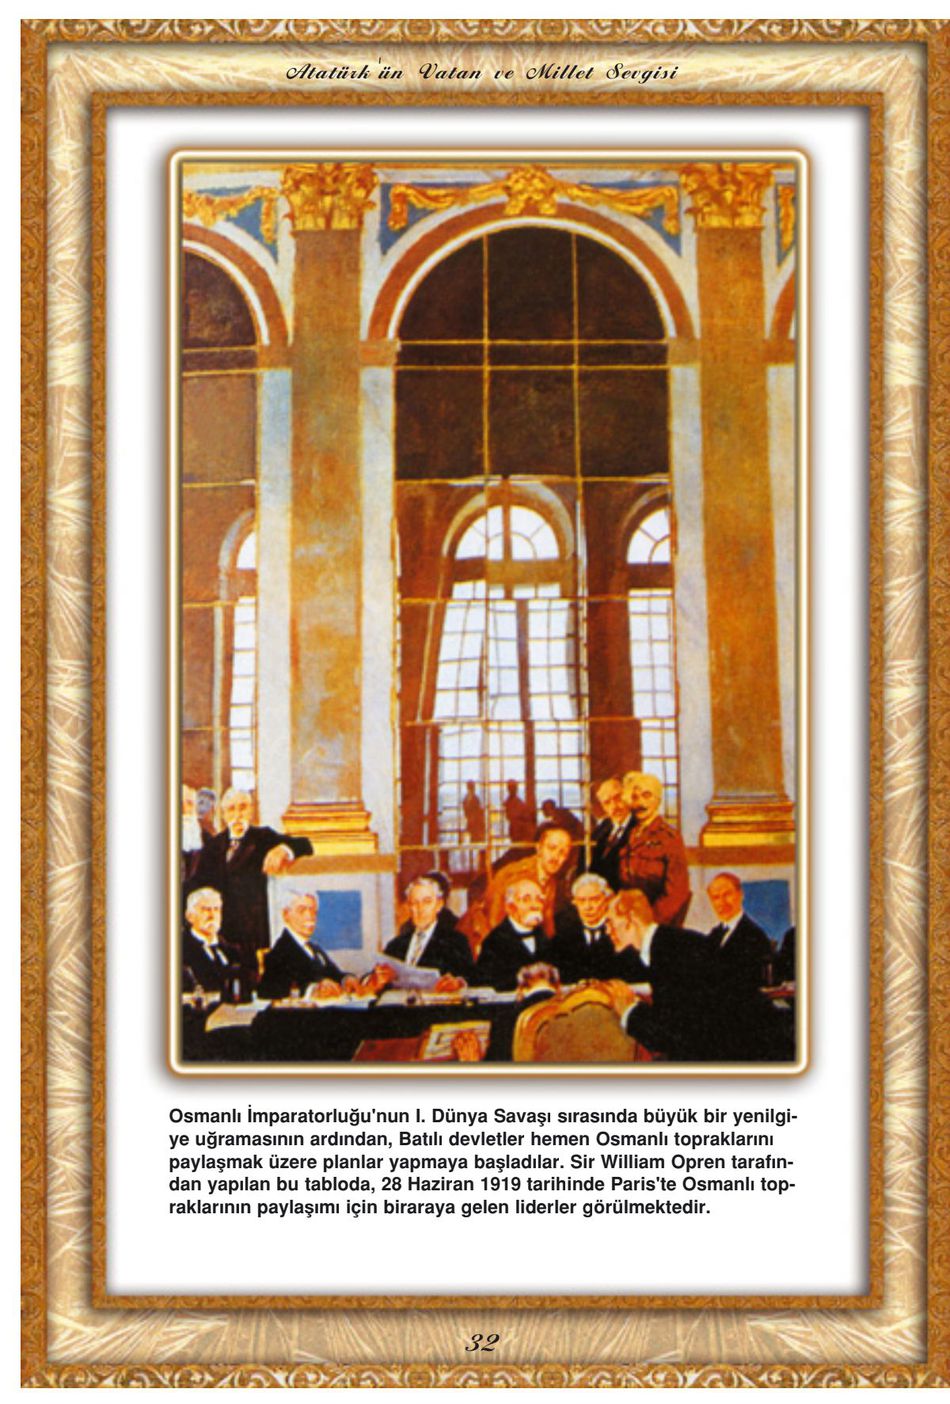 Atatürk'ün Vatan ve Millet Sevgisi
Osmanlı İmparatorluğu'nun I. Dünya Savaşı sırasında büyük bir yenilgi-
ye uğramasının ardından, Batılı devletler hemen Osmanlı topraklarını
paylaşmak üzere planlar yapmaya başladılar. Sir William Opren tarafın-
dan yapılan bu tabloda, 28 Haziran 1919 tarihinde Paris'te Osmanlı top-
raklarının paylaşımı için biraraya gelen liderler görülmektedir.
32